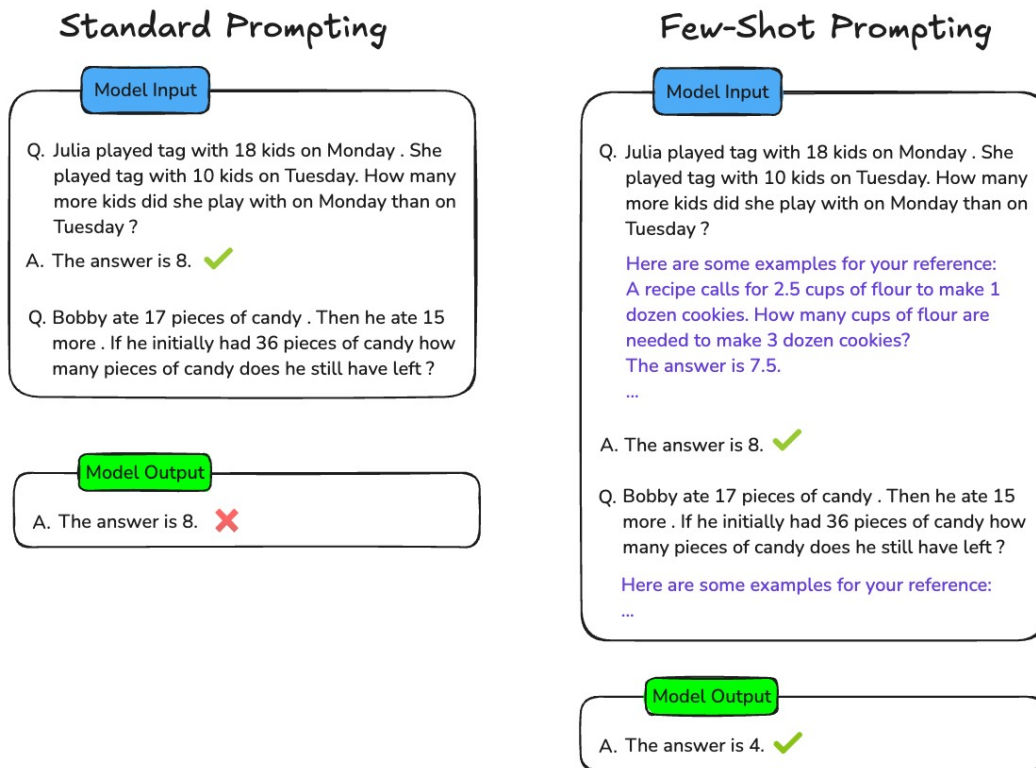 Standard Prompting
Model Input
Q. Julia played tag with 18 kids on Monday . She
played tag with 10 kids on Tuesday. How many
more kids did she play with on Monday than on
Tuesday ?
A. The answer is 8.
Q. Bobby ate 17 pieces of candy . Then he ate 15
more . If he initially had 36 pieces of candy how
many pieces of candy does he still have left ?
Model Output
A. The answer is 8.
Few-Shot Prompting
Model Input
Q. Julia played tag with 18 kids on Monday . She
played tag with 10 kids on Tuesday. How many
more kids did she play with on Monday than on
Tuesday ?
Here are some examples for your reference:
A recipe calls for 2.5 cups of flour to make 1
dozen cookies. How many cups of flour are
needed to make 3 dozen cookies?
The answer is 7.5.
...
A. The answer is 8.
Q. Bobby ate 17 pieces of candy . Then he ate 15
more . If he initially had 36 pieces of candy how
many pieces of candy does he still have left ?
Here are some examples for your reference:
...
Model Output
A. The answer is 4.